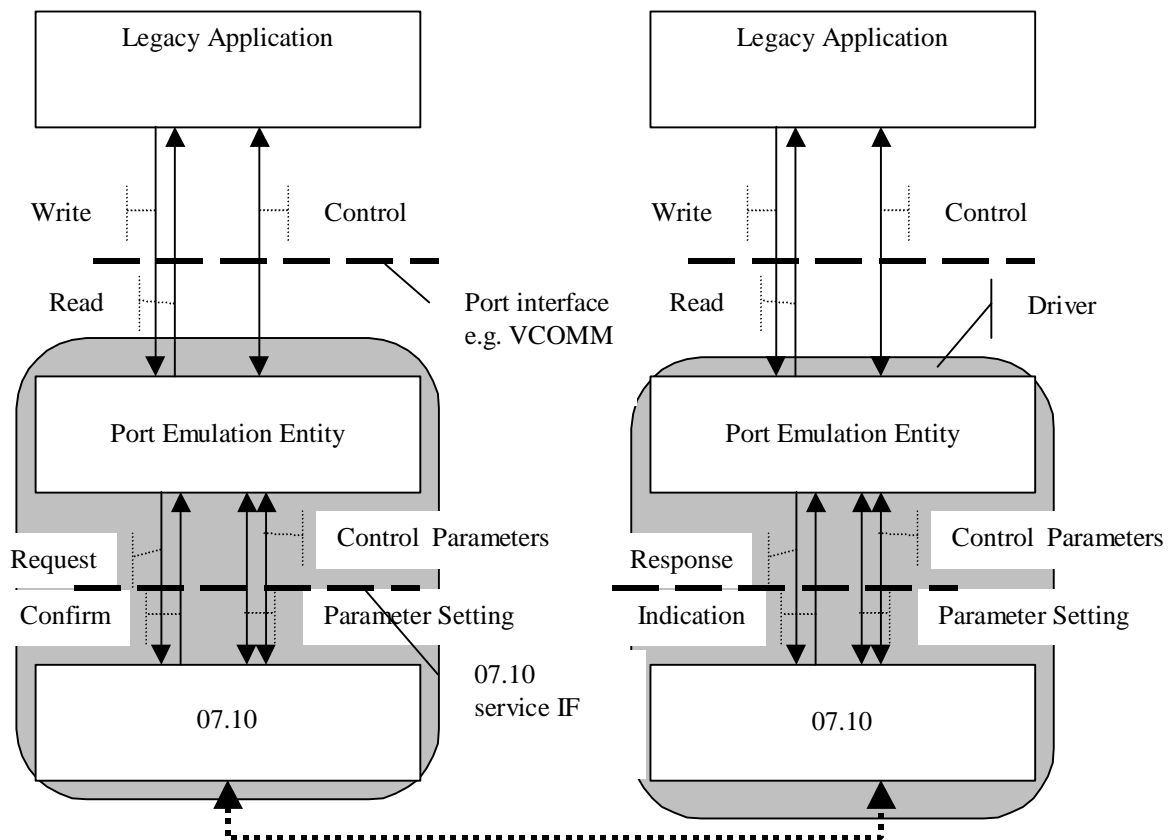 Legacy Application
Legacy Application
Write
Control
Write
Control
Read
Port interface
e.g. VCOMM
Read
Driver
Port Emulation Entity
Port Emulation Entity
Request
Control Parameters
Response
Control Parameters
Confirm
Parameter Setting
Indication
Parameter Setting
07.10
07.10
service IF
07.10